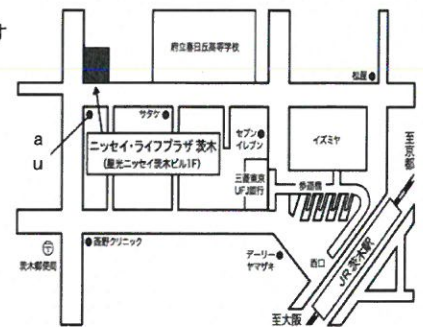 す
府立春日丘高等学校
松屋
a
u
サタケ
ニッセイ・ライフプラザ 茨木
(星光ニッセイ茨木ビル1F)
セブン
イレブン
イズミヤ
至京都
三菱東京
UFJ銀行
歩道橋
茨木郵便局
西野クリニック
デーリー
ヤマザキ
西口
JR茨木駅
至大阪